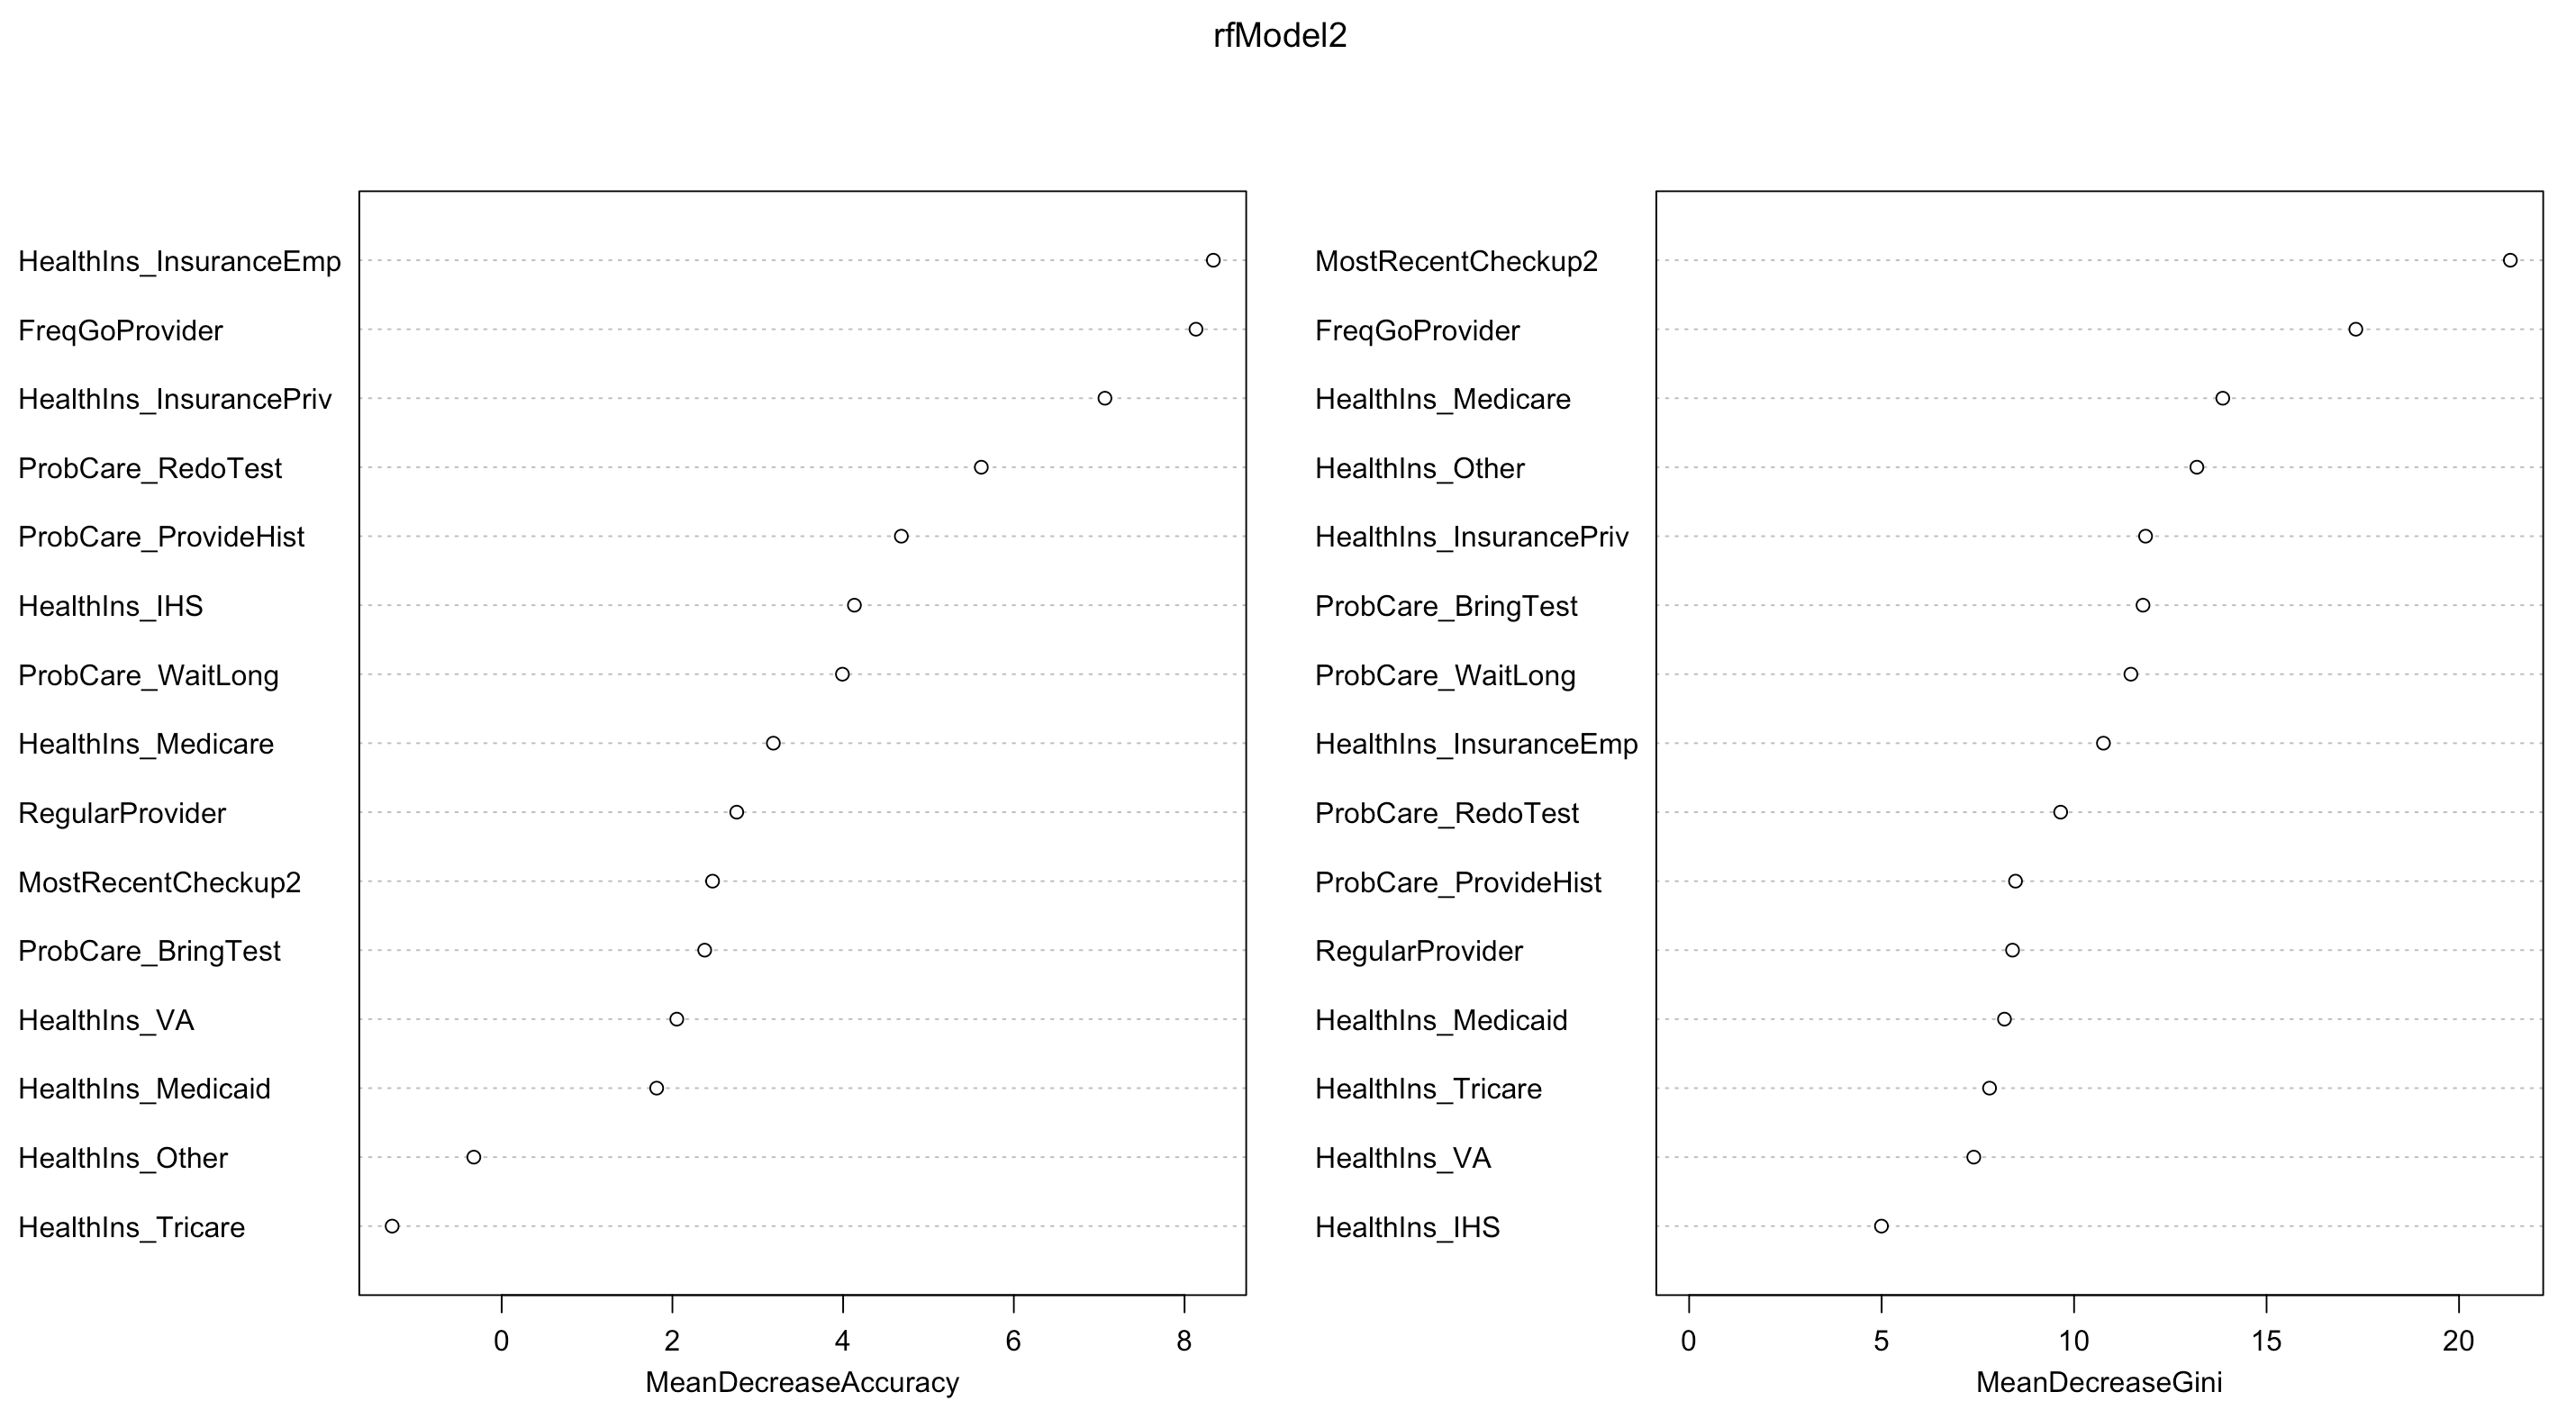 rfModel2
HealthIns_InsuranceEmp
FreqGoProvider
HealthIns_InsurancePriv
ProbCare_RedoTest
ProbCare_ProvideHist
HealthIns_IHS
ProbCare_WaitLong
HealthIns_Medicare
RegularProvider
MostRecentCheckup2
ProbCare_BringTest
HealthIns_VA
HealthIns_Medicaid
HealthIns_Other
HealthIns_Tricare
0 2 4 6 8
MeanDecreaseAccuracy
MostRecentCheckup2
FreqGoProvider
HealthIns_Medicare
HealthIns_Other
HealthIns_InsurancePriv
ProbCare_BringTest
ProbCare_WaitLong
HealthIns_InsuranceEmp
ProbCare_RedoTest
ProbCare_ProvideHist
RegularProvider
HealthIns_Medicaid
HealthIns_Tricare
HealthIns_VA
HealthIns_IHS
0 5 10 15 20
MeanDecreaseGini